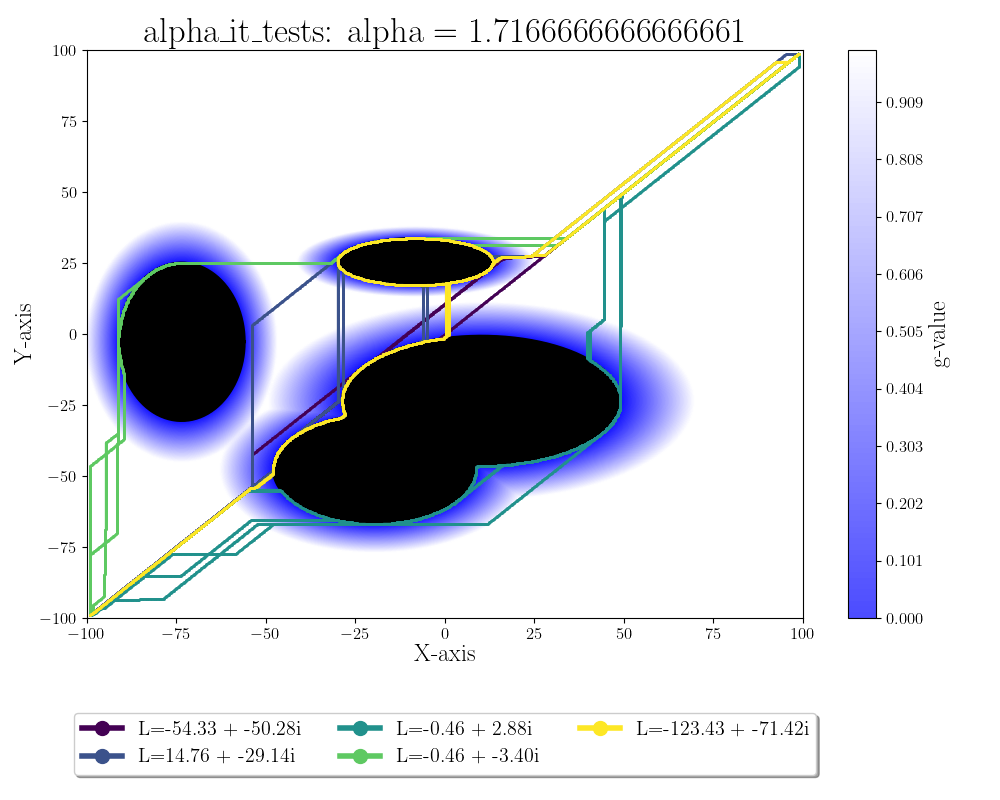 alpha_it_tests: alpha = 1.7166666666666661
100
75
50
25
0
−25
−50
−75
−100
Y-axis
−100 −75 −50 −25 0 25 50 75 100
X-axis
0.909
0.808
0.707
0.606
0.505
0.404
0.303
0.202
0.101
0.000
g-value
L=-54.33 + -50.28i L=-0.46 + 2.88i L=-123.43 + -71.42i
L=14.76 + -29.14i L=-0.46 + -3.40i